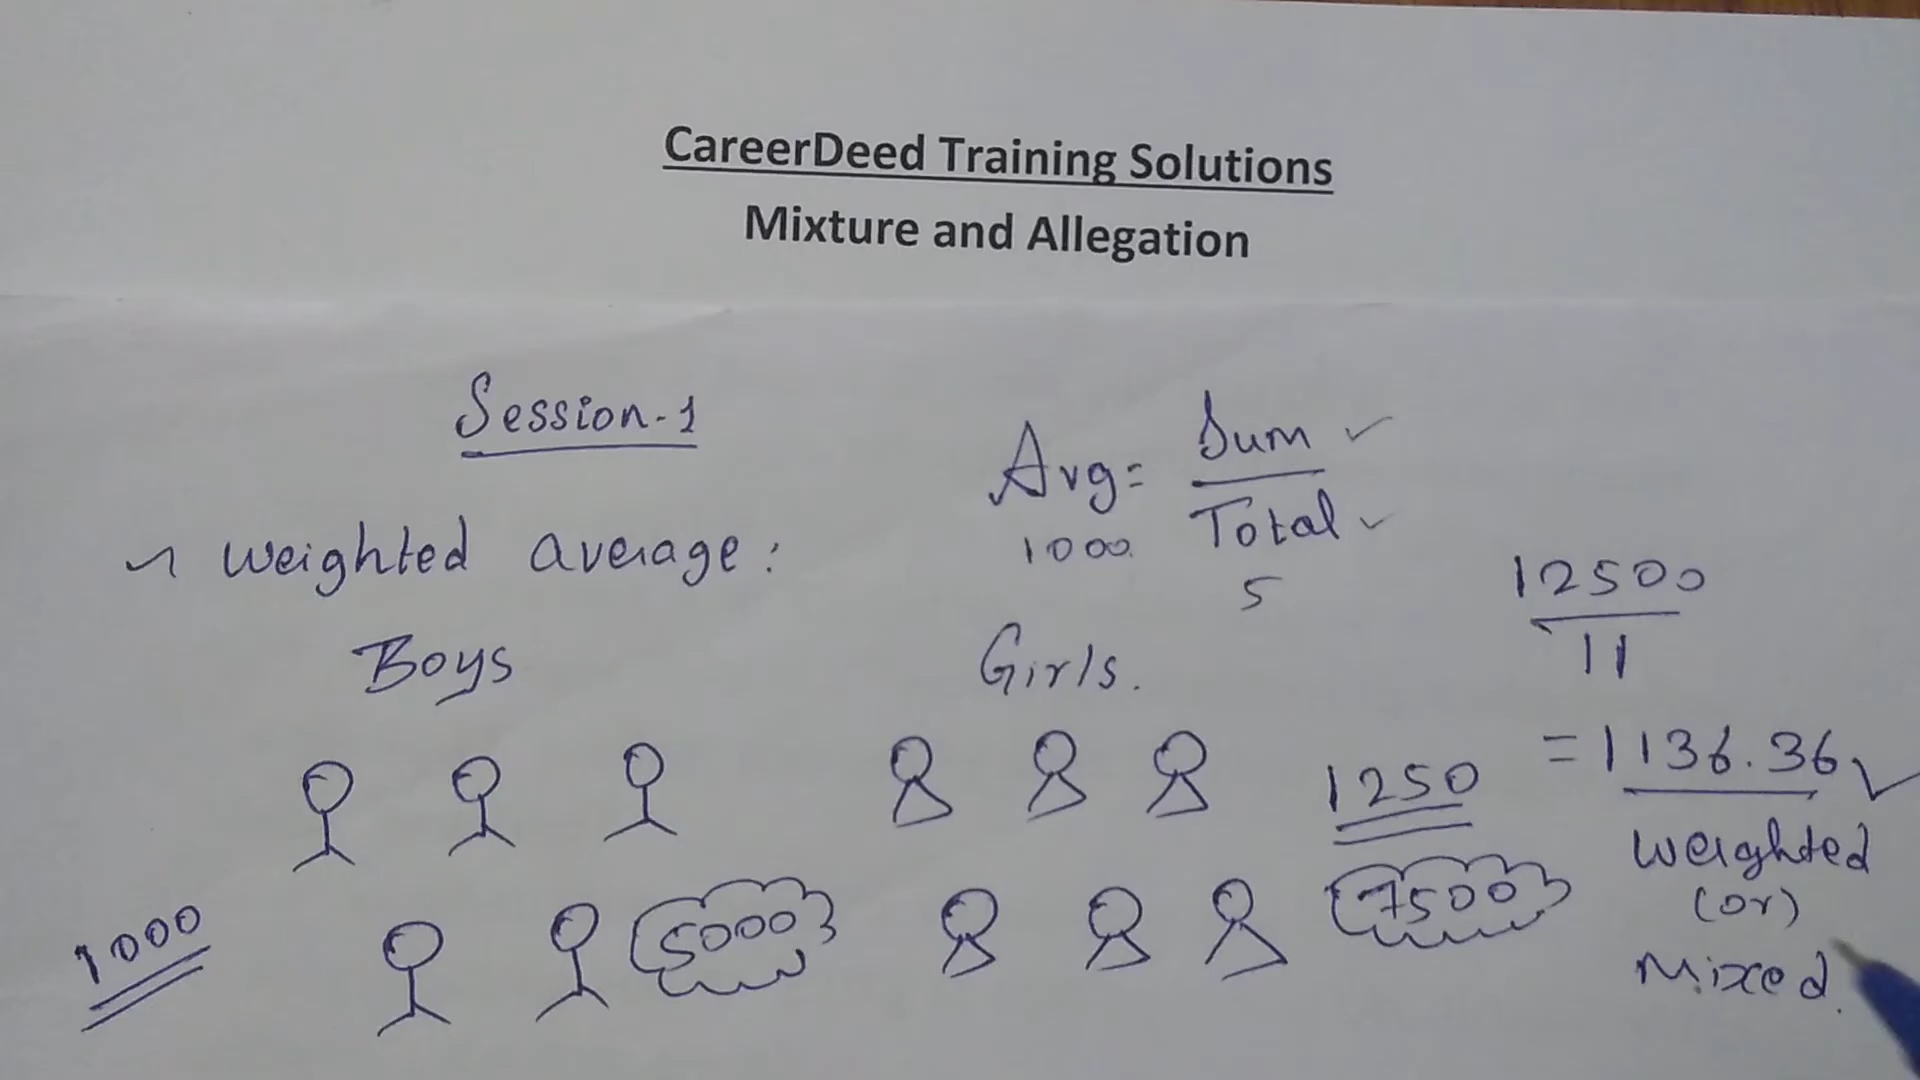 CareerDeed Training Solutions
Mixture and Allegation
Session-1
Avg = Sum
Total
1000
5
weighted average:
12500
11
Boys
Girls.
= 1136.36
1250
weighted
(or)
Mixed.
1000
5000
7500